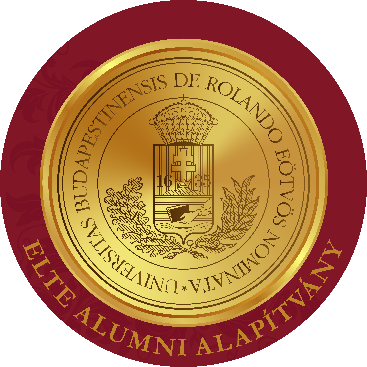 UNIVERSITAS BUDAPESTINENSIS DE ROLANDO EÖTVÖS NOMINATA
16 35
ELTE ALUMNI ALAPÍTVÁNY